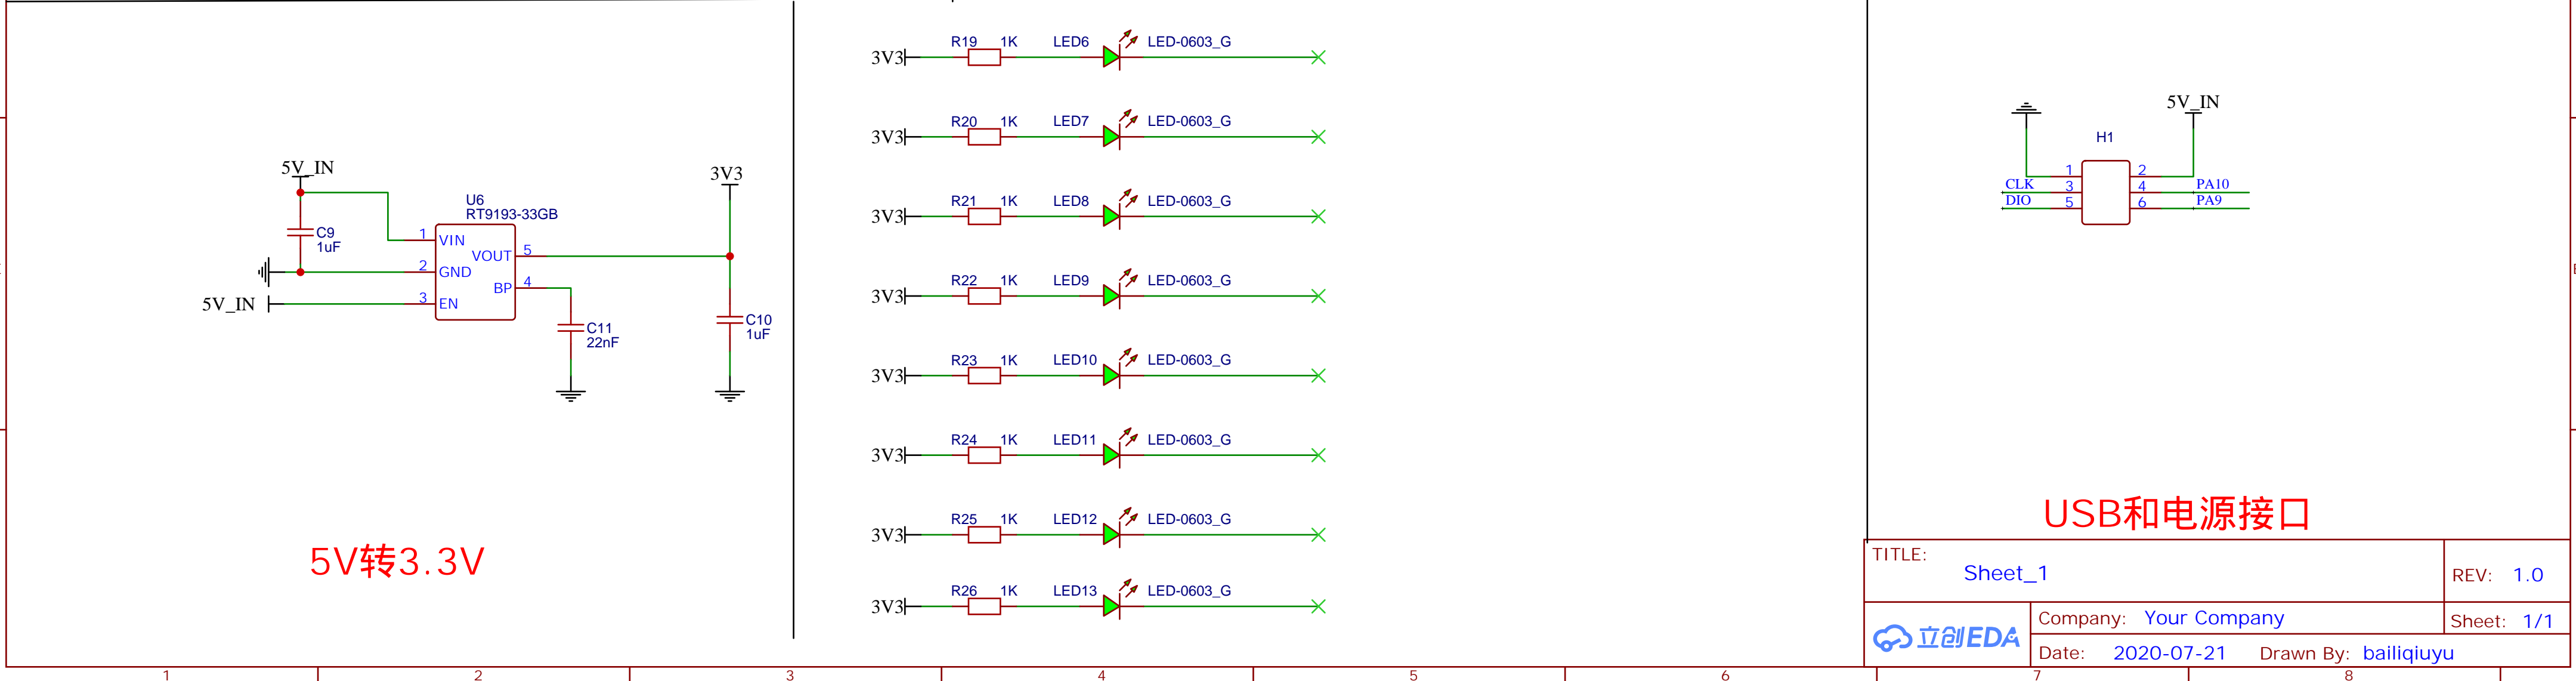 5V_IN
C9
1uF
5V_IN
U6
RT9193-33GB
1 VIN
2 GND
3 EN
VOUT 5
BP 4
C11
22nF
3V3
C10
1uF
5V转3.3V
3V3 R19 1K LED6 LED-0603_G
3V3 R20 1K LED7 LED-0603_G
3V3 R21 1K LED8 LED-0603_G
3V3 R22 1K LED9 LED-0603_G
3V3 R23 1K LED10 LED-0603_G
3V3 R24 1K LED11 LED-0603_G
3V3 R25 1K LED12 LED-0603_G
3V3 R26 1K LED13 LED-0603_G
5V_IN
H1
1 2
CLK 3 4 PA10
DIO 5 6 PA9
USB和电源接口
TITLE:
Sheet_1
REV: 1.0
立创EDA
Company: Your Company
Sheet: 1/1
Date: 2020-07-21 Drawn By: bailiqiuyu
1 2 3 4 5 6 7 8